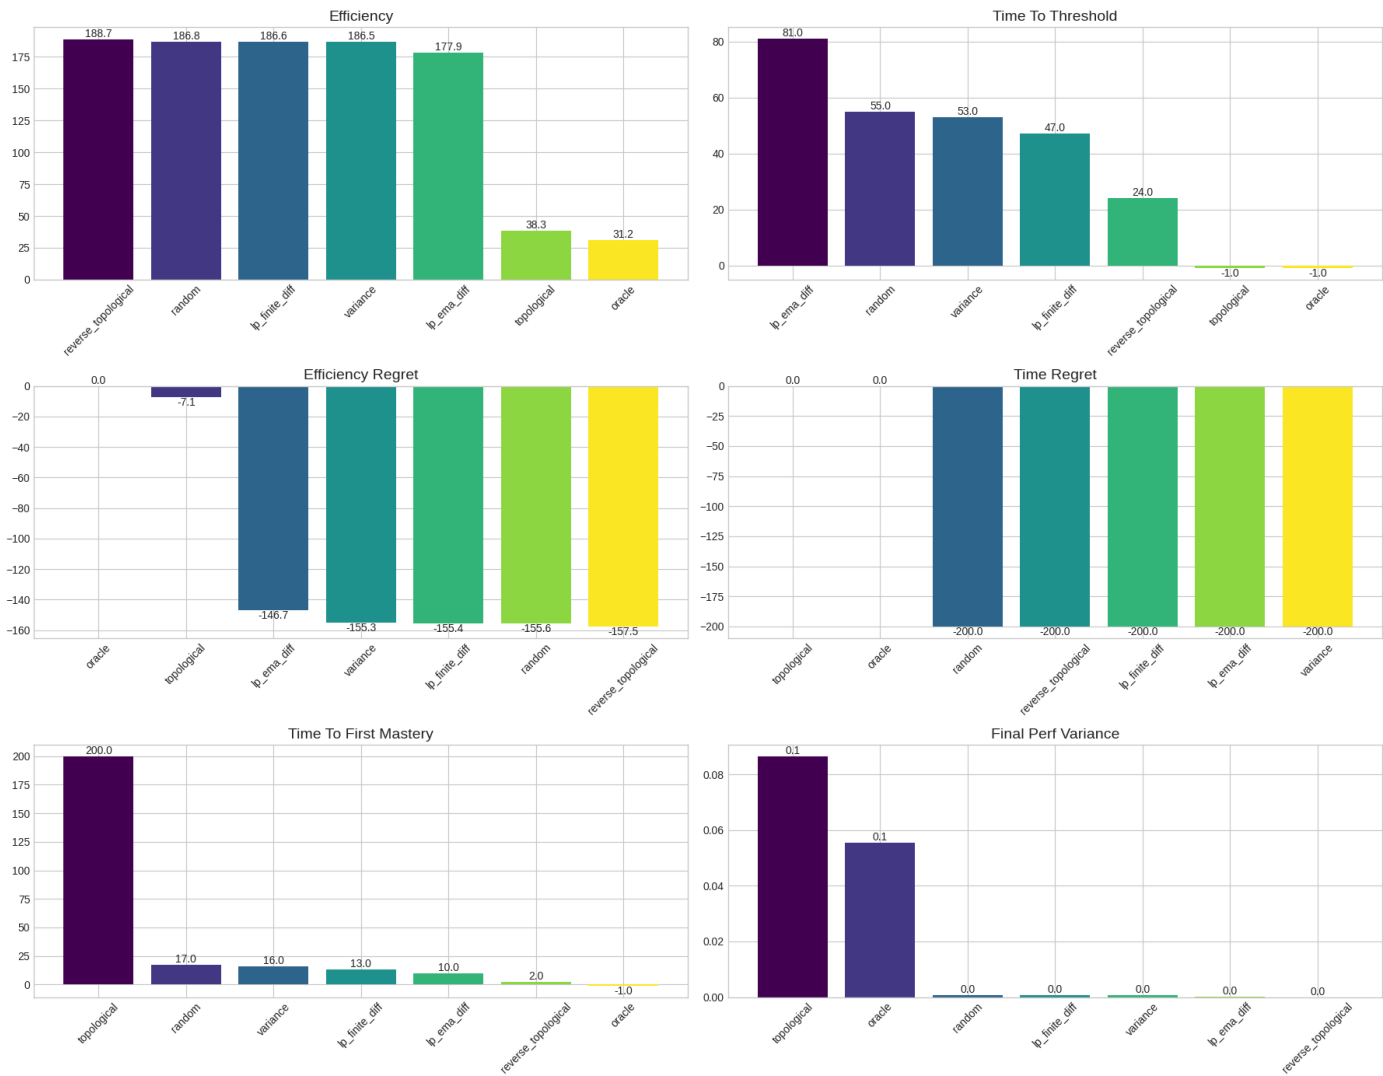 Efficiency
188.7
186.8
186.6
186.5
177.9
38.3
31.2
175
150
125
100
75
50
25
0
reverse_topological
random
lp_finite_diff
variance
lp_ema_diff
topological
oracle
Time To Threshold
81.0
55.0
53.0
47.0
24.0
-1.0
-1.0
80
60
40
20
0
lp_ema_diff
random
variance
lp_finite_diff
reverse_topological
topological
oracle
Efficiency Regret
0.0
-7.1
-146.7
-155.3
-155.4
-155.6
-157.5
0
−20
−40
−60
−80
−100
−120
−140
−160
oracle
topological
lp_ema_diff
variance
lp_finite_diff
random
reverse_topological
Time Regret
0.0
0.0
-200.0
-200.0
-200.0
-200.0
-200.0
0
−25
−50
−75
−100
−125
−150
−175
−200
topological
oracle
random
reverse_topological
lp_finite_diff
lp_ema_diff
variance
Time To First Mastery
200.0
17.0
16.0
13.0
10.0
2.0
-1.0
200
175
150
125
100
75
50
25
0
topological
random
variance
lp_finite_diff
lp_ema_diff
reverse_topological
oracle
Final Perf Variance
0.1
0.1
0.0
0.0
0.0
0.0
0.0
0.08
0.06
0.04
0.02
0.00
topological
oracle
random
lp_finite_diff
variance
lp_ema_diff
reverse_topological